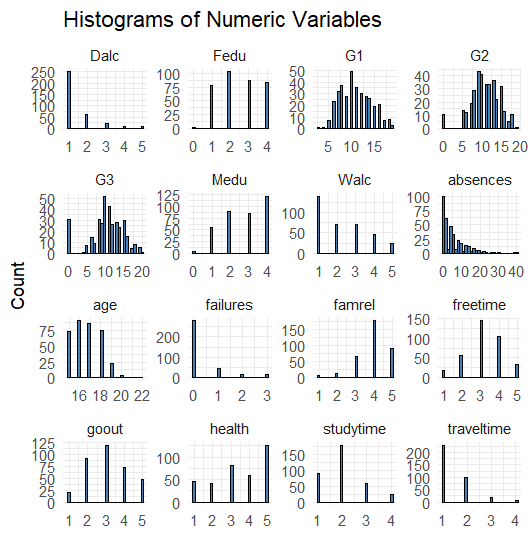 Histograms of Numeric Variables
Count
Dalc
250
200
150
100
50
0
1 2 3 4 5
Fedu
100
75
50
25
0
0 1 2 3 4
G1
50
40
30
20
10
0
5 10 15
G2
40
30
20
10
0
0 5 10 15 20
G3
50
40
30
20
10
0
0 5 10 15 20
Medu
125
100
75
50
25
0
0 1 2 3 4
Walc
100
50
0
1 2 3 4 5
absences
100
75
50
25
0
0 10 20 30 40
age
75
50
25
0
16 18 20 22
failures
200
100
0
0 1 2 3
famrel
150
100
50
0
1 2 3 4 5
freetime
150
100
50
0
1 2 3 4 5
goout
125
100
75
50
25
0
1 2 3 4 5
health
100
50
0
1 2 3 4 5
studytime
150
100
50
0
1 2 3 4
traveltime
200
150
100
50
0
1 2 3 4